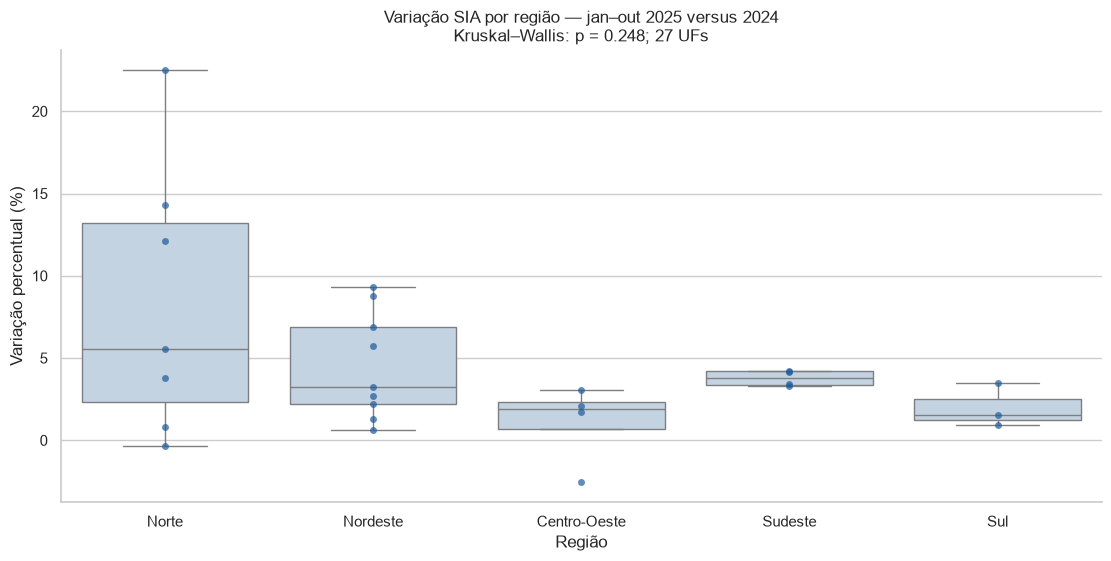 Variação SIA por região — jan–out 2025 versus 2024
Kruskal–Wallis: p = 0.248; 27 UFs
Variação percentual (%)
20
15
10
5
0
Norte
Nordeste
Centro-Oeste
Sudeste
Sul
Região